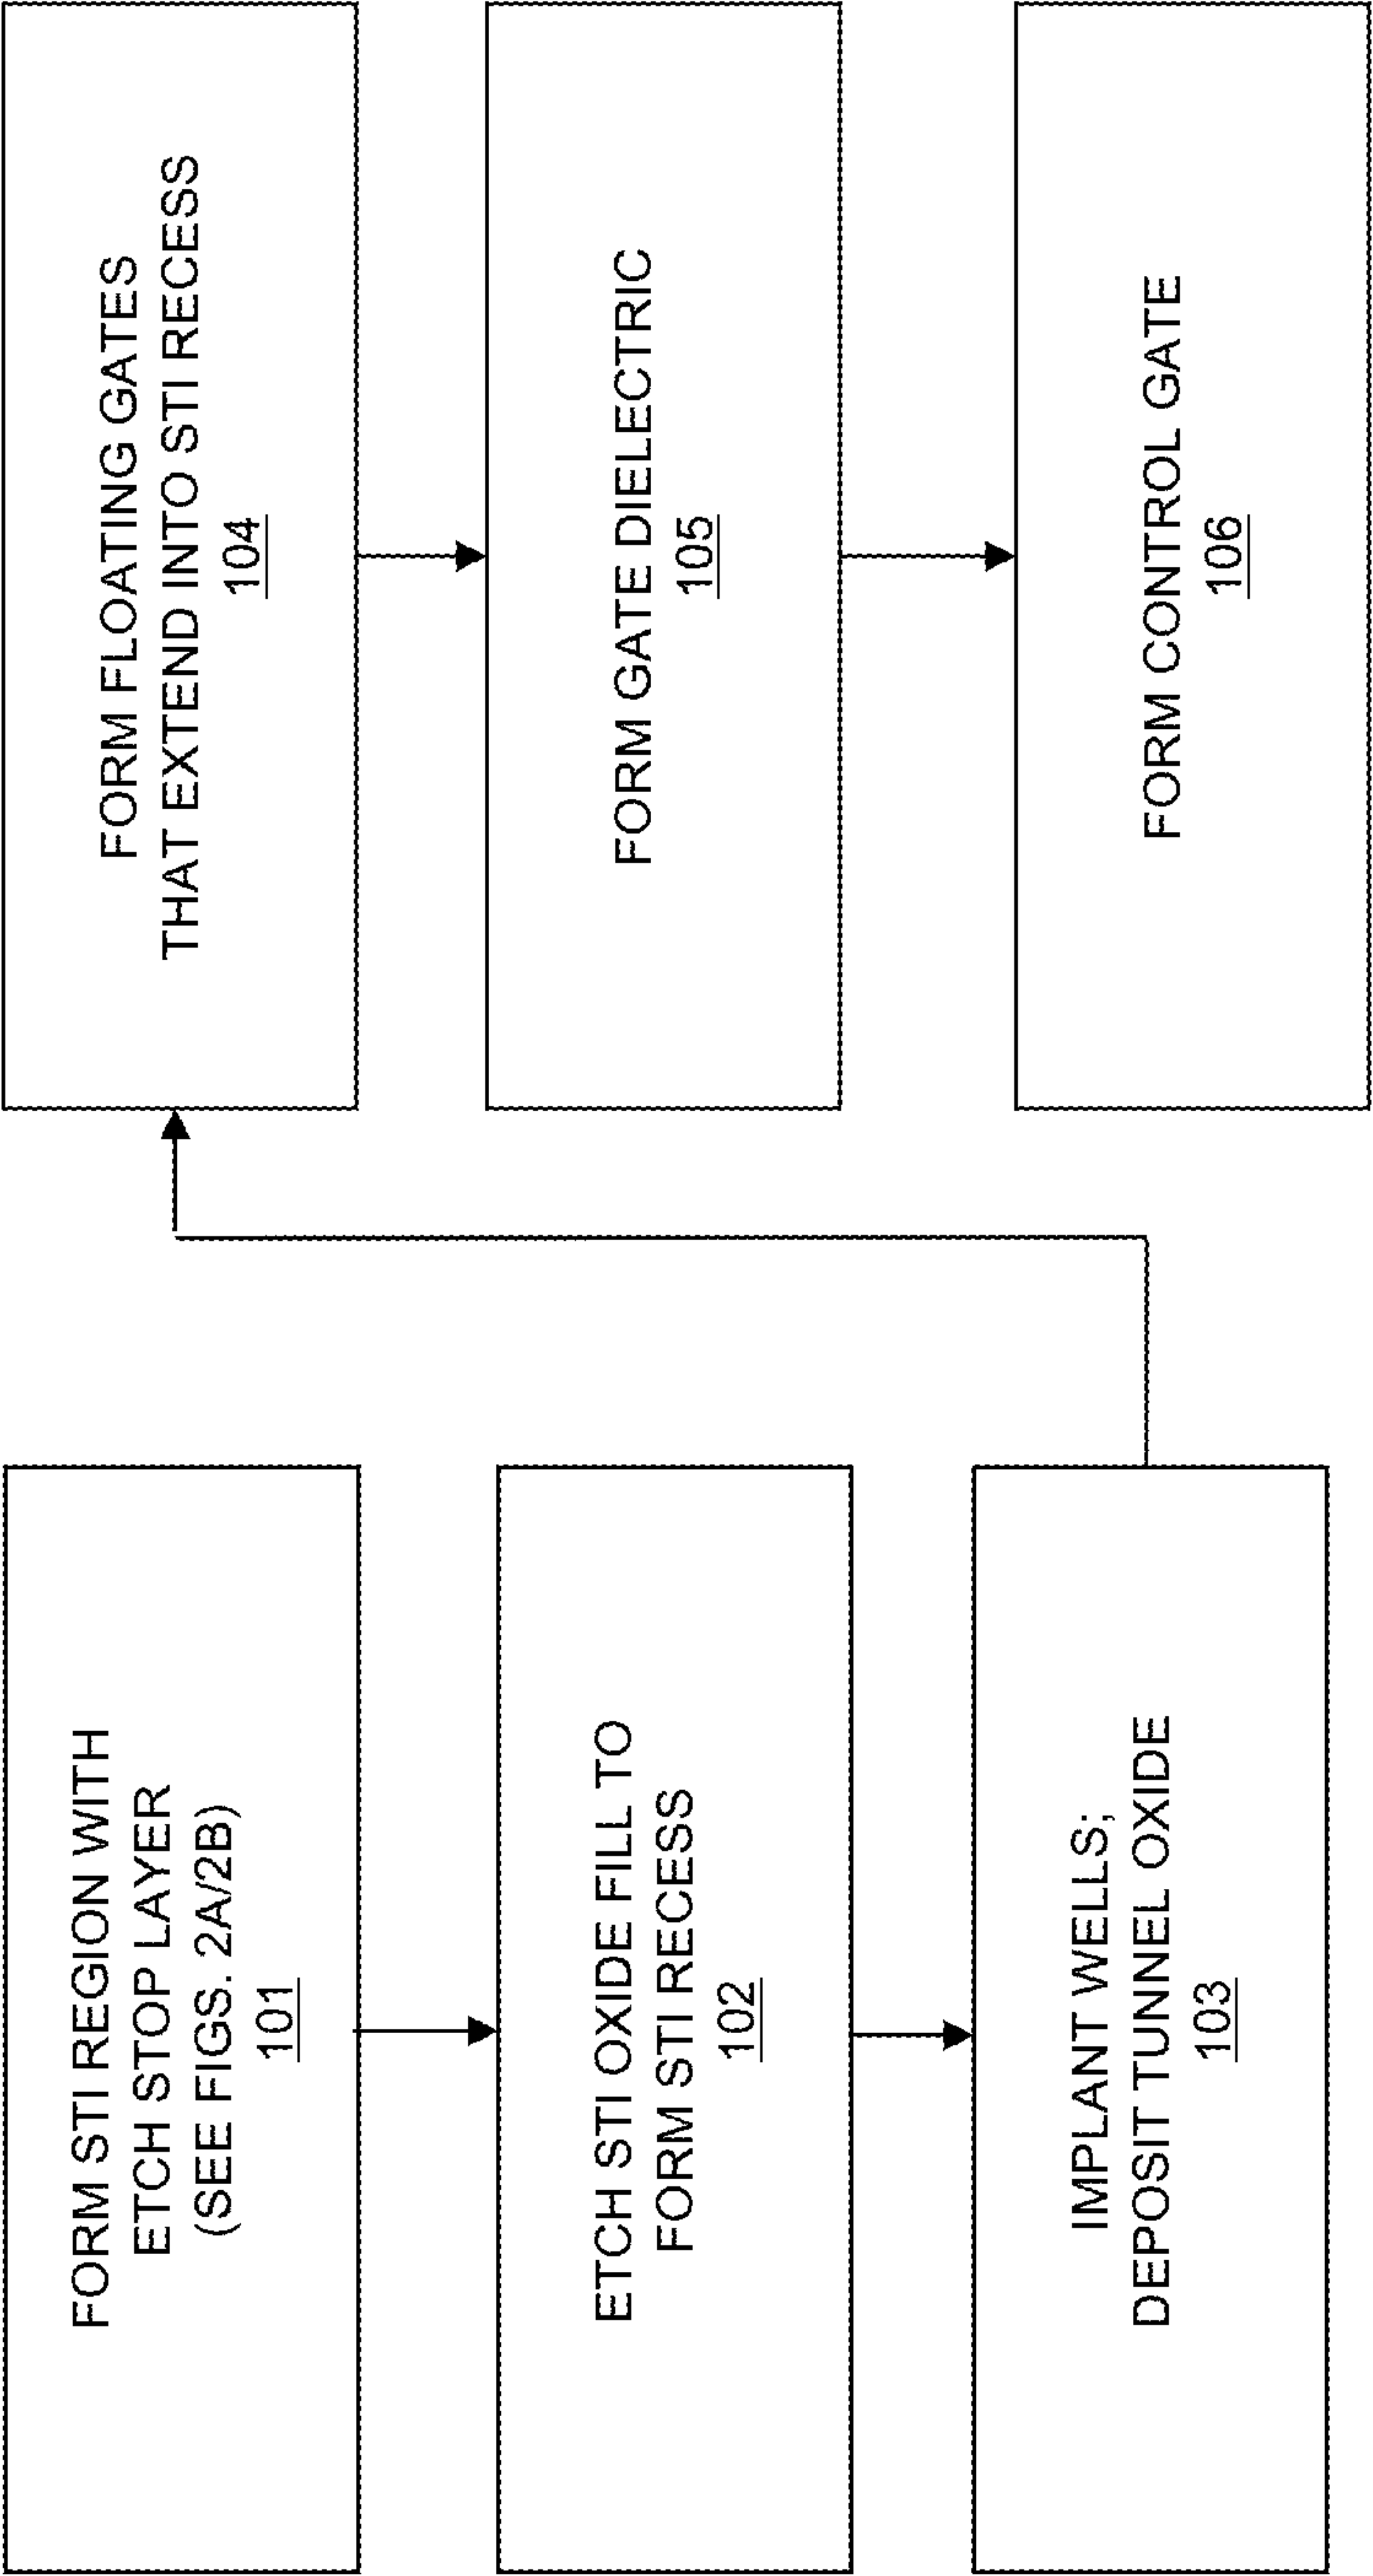 FORM STI REGION WITH
ETCH STOP LAYER
(SEE FIGS. 2A/2B)
101
ETCH STI OXIDE FILL TO
FORM STI RECESS
102
IMPLANT WELLS;
DEPOSIT TUNNEL OXIDE
103
FORM FLOATING GATES
THAT EXTEND INTO STI RECESS
104
FORM GATE DIELECTRIC
105
FORM CONTROL GATE
106